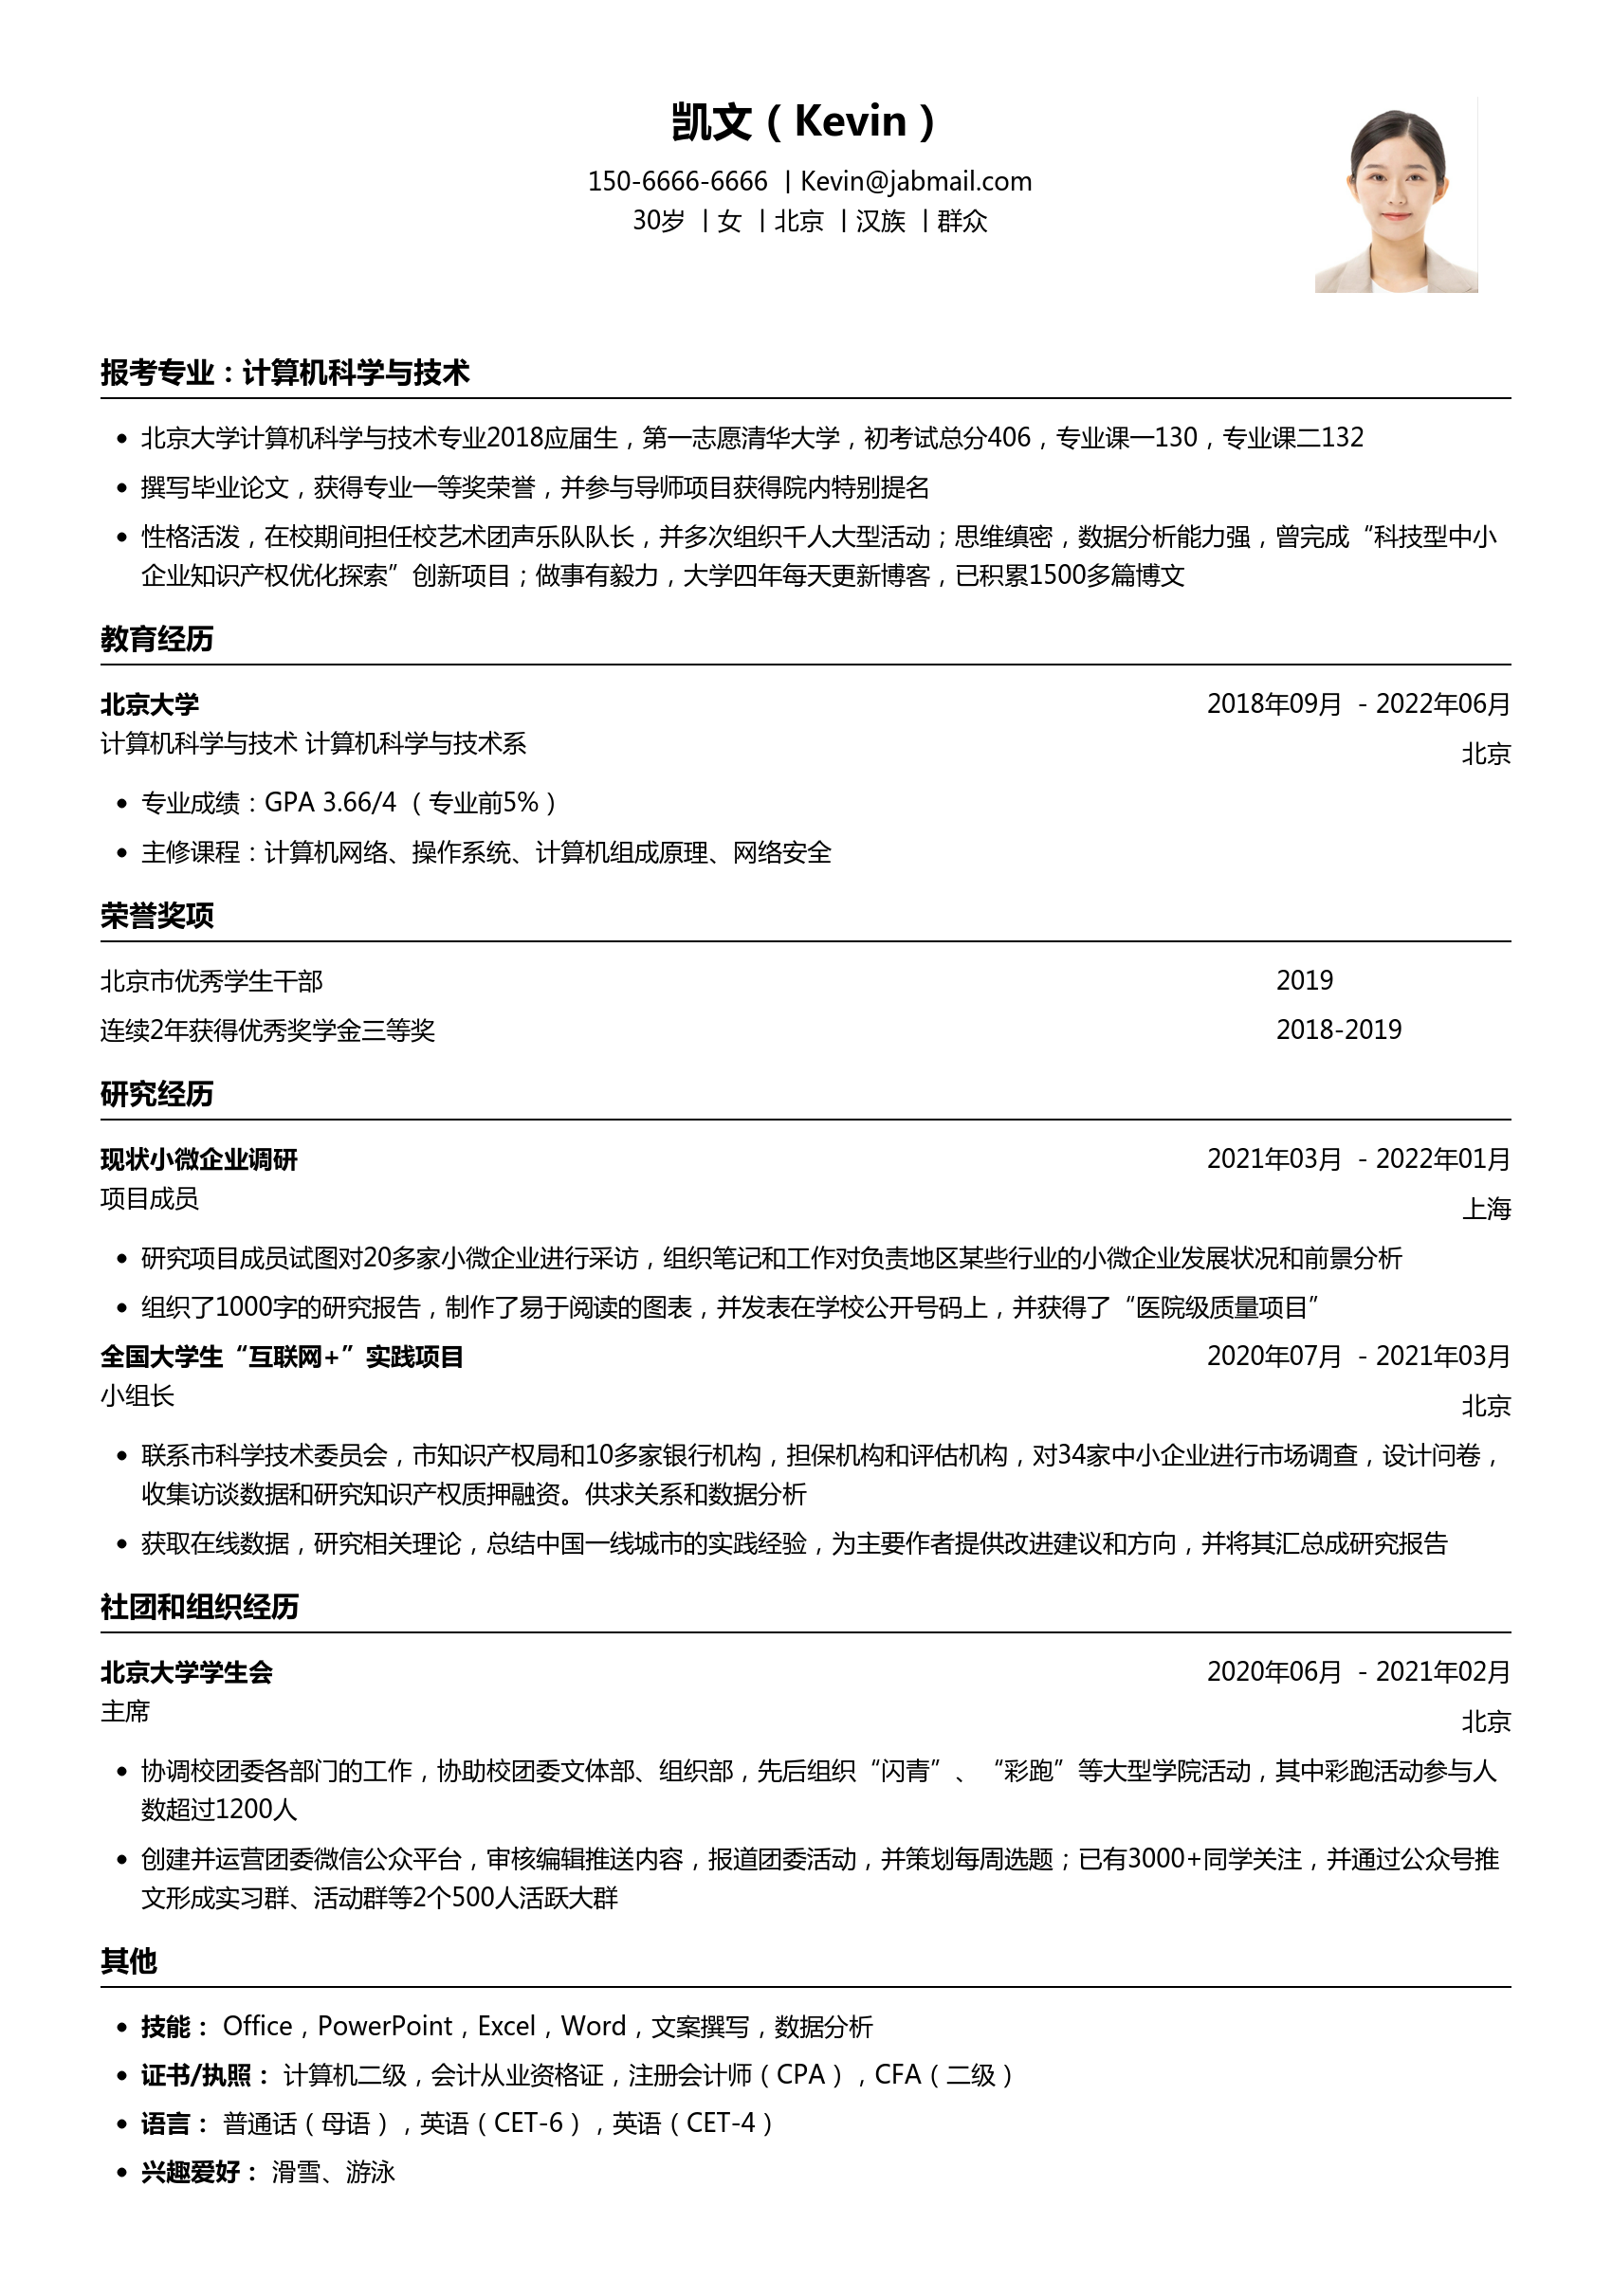 凯文（Kevin）
150-6666-6666 丨Kevin@jabmail.com
30岁 丨女 丨北京 丨汉族 丨群众
报考专业：计算机科学与技术
• 北京大学计算机科学与技术专业2018应届生，第一志愿清华大学，初考试总分406，专业课一130，专业课二132
• 撰写毕业论文，获得专业一等奖荣誉，并参与导师项目获得院内特别提名
• 性格活泼，在校期间担任校艺术团声乐队队长，并多次组织千人大型活动；思维缜密，数据分析能力强，曾完成“科技型中小
企业知识产权优化探索”创新项目；做事有毅力，大学四年每天更新博客，已积累1500多篇博文
教育经历
北京大学 2018年09月 - 2022年06月
计算机科学与技术 计算机科学与技术系 北京
• 专业成绩：GPA 3.66/4 （专业前5%）
• 主修课程：计算机网络、操作系统、计算机组成原理、网络安全
荣誉奖项
北京市优秀学生干部 2019
连续2年获得优秀奖学金三等奖 2018-2019
研究经历
现状小微企业调研 2021年03月 - 2022年01月
项目成员 上海
• 研究项目成员试图对20多家小微企业进行采访，组织笔记和工作对负责地区某些行业的小微企业发展状况和前景分析
• 组织了1000字的研究报告，制作了易于阅读的图表，并发表在学校公开号码上，并获得了“医院级质量项目”
全国大学生“互联网+”实践项目 2020年07月 - 2021年03月
小组长 北京
• 联系市科学技术委员会，市知识产权局和10多家银行机构，担保机构和评估机构，对34家中小企业进行市场调查，设计问卷，
收集访谈数据和研究知识产权质押融资。供求关系和数据分析
• 获取在线数据，研究相关理论，总结中国一线城市的实践经验，为主要作者提供改进建议和方向，并将其汇总成研究报告
社团和组织经历
北京大学学生会 2020年06月 - 2021年02月
主席 北京
• 协调校团委各部门的工作，协助校团委文体部、组织部，先后组织“闪青”、“彩跑”等大型学院活动，其中彩跑活动参与人
数超过1200人
• 创建并运营团委微信公众平台，审核编辑推送内容，报道团委活动，并策划每周选题；已有3000+同学关注，并通过公众号推
文形成实习群、活动群等2个500人活跃大群
其他
• 技能： Office，PowerPoint，Excel，Word，文案撰写，数据分析
• 证书/执照： 计算机二级，会计从业资格证，注册会计师（CPA），CFA（二级）
• 语言： 普通话（母语），英语（CET-6），英语（CET-4）
• 兴趣爱好： 滑雪、游泳